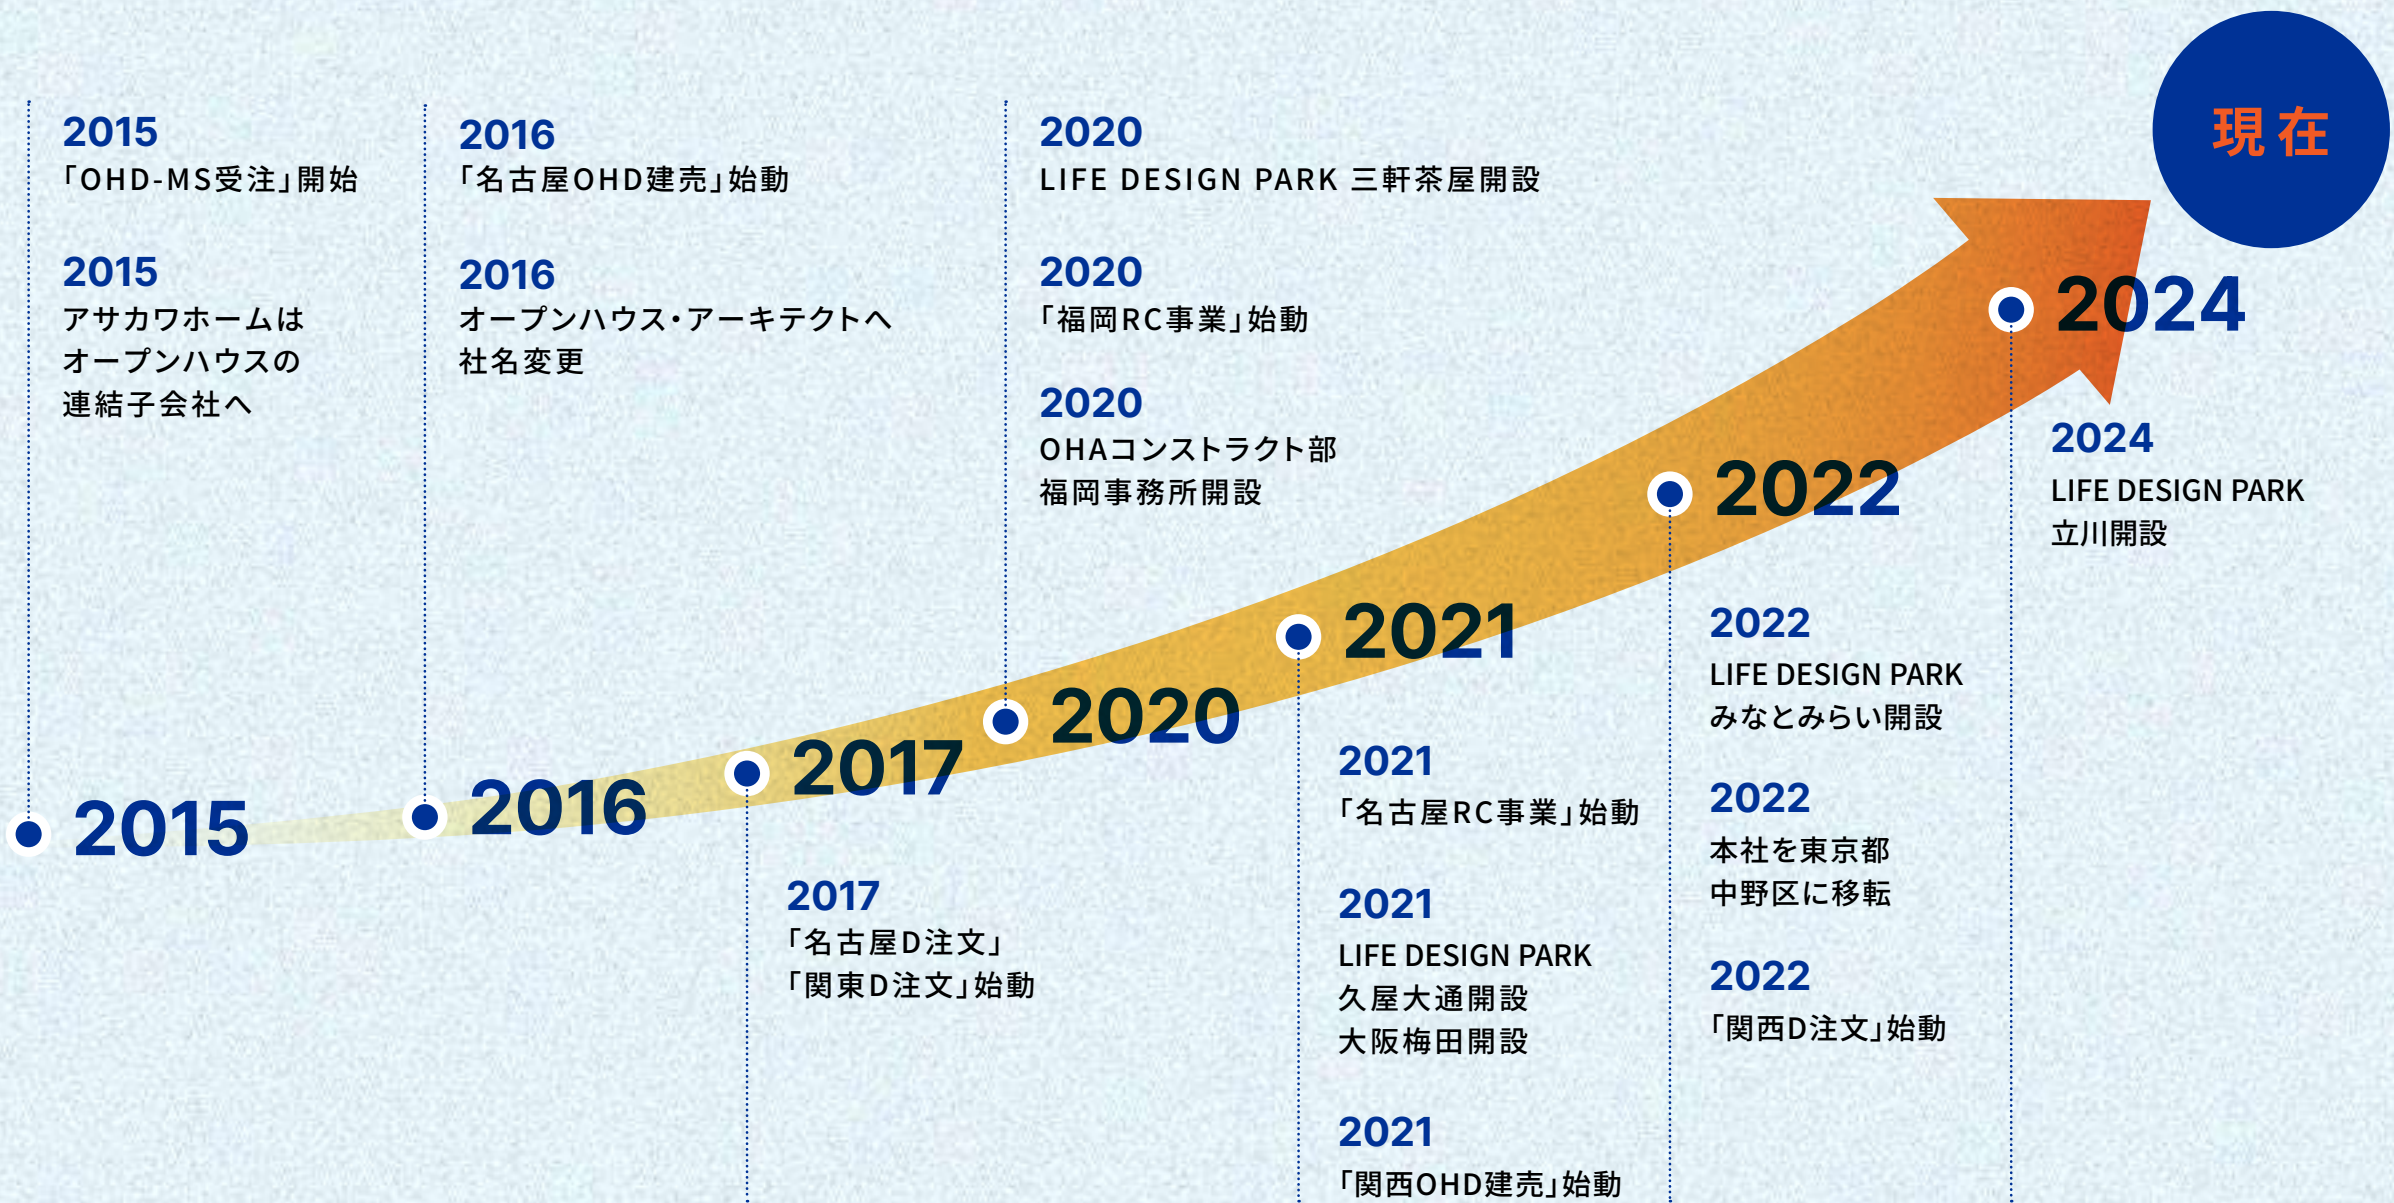 現在
2015
「OHD-MS受注」開始
2015
アサカワホームは
オープンハウスの
連結子会社へ
2015
2016
「名古屋OHD建売」始動
2016
オープンハウス・アーキテクトへ
社名変更
2016
2017
2017
「名古屋D注文」
「関東D注文」始動
2020
LIFE DESIGN PARK 三軒茶屋開設
2020
「福岡RC事業」始動
2020
OHAコンストラクト部
福岡事務所開設
2020
2021
2021
「名古屋RC事業」始動
2021
LIFE DESIGN PARK
久屋大通開設
大阪梅田開設
2021
「関西OHD建売」始動
2022
2022
LIFE DESIGN PARK
みなとみらい開設
2022
本社を東京都
中野区に移転
2022
「関西D注文」始動
2024
2024
LIFE DESIGN PARK
立川開設